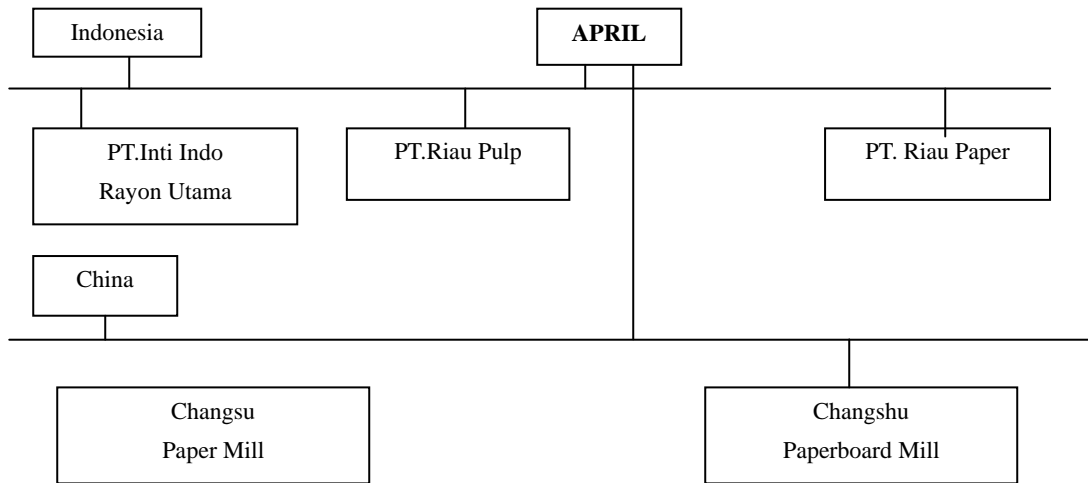 Indonesia
APRIL
PT.Inti Indo
Rayon Utama
PT.Riau Pulp
PT. Riau Paper
China
Changsu
Paper Mill
Changshu
Paperboard Mill